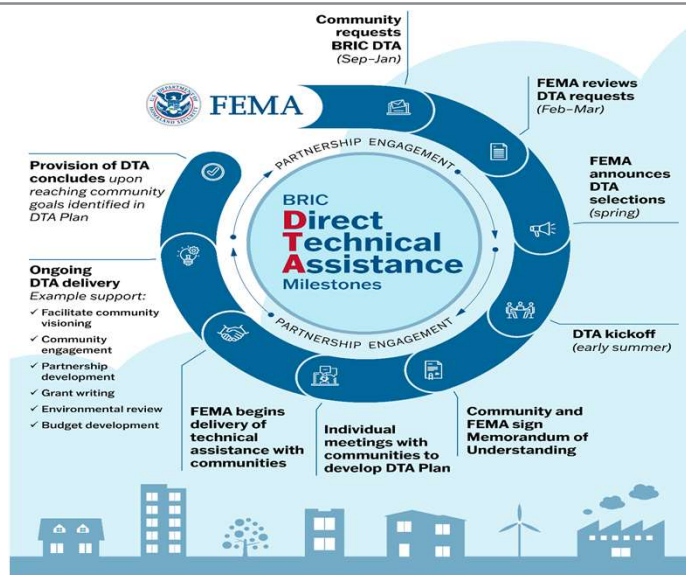 Community
requests
BRIC DTA
(Sep–Jan)
U.S. DEPARTMENT OF
HOMELAND SECURITY
FEMA
FEMA reviews
DTA requests
(Feb–Mar)
FEMA
announces
DTA
selections
(spring)
DTA kickoff
(early summer)
Community and
FEMA sign
Memorandum of
Understanding
Individual
meetings with
communities to
develop DTA Plan
FEMA begins
delivery of
technical
assistance with
communities
Ongoing
DTA delivery
Example support:
✓ Facilitate community
visioning
✓ Community
engagement
✓ Partnership
development
✓ Grant writing
✓ Environmental review
✓ Budget development
Provision of DTA
concludes upon
reaching community
goals identified in
DTA Plan
PARTNERSHIP ENGAGEMENT
BRIC
Direct
Technical
Assistance
Milestones
PARTNERSHIP ENGAGEMENT